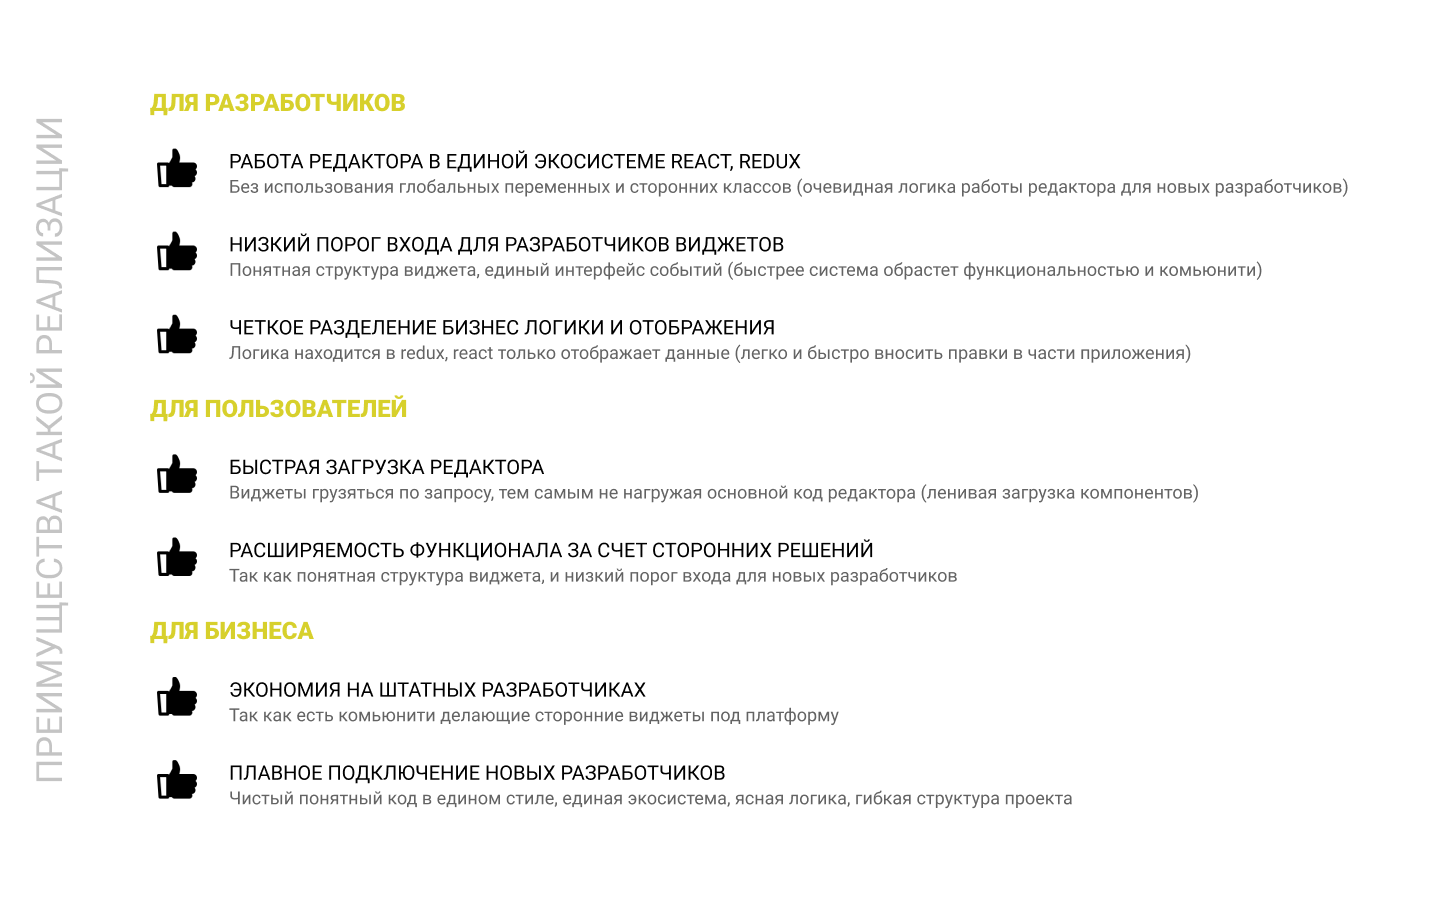 ПРЕИМУЩЕСТВА ТАКОЙ РЕАЛИЗАЦИИ
ДЛЯ РАЗРАБОТЧИКОВ
РАБОТА РЕДАКТОРА В ЕДИНОЙ ЭКОСИСТЕМЕ REACT, REDUX
Без использования глобальных переменных и сторонних классов (очевидная логика работы редактора для новых разработчиков)
НИЗКИЙ ПОРОГ ВХОДА ДЛЯ РАЗРАБОТЧИКОВ ВИДЖЕТОВ
Понятная структура виджета, единый интерфейс событий (быстрее система обрастет функциональностью и комьюнити)
ЧЕТКОЕ РАЗДЕЛЕНИЕ БИЗНЕС ЛОГИКИ И ОТОБРАЖЕНИЯ
Логика находится в redux, react только отображает данные (легко и быстро вносить правки в части приложения)
ДЛЯ ПОЛЬЗОВАТЕЛЕЙ
БЫСТРАЯ ЗАГРУЗКА РЕДАКТОРА
Виджеты грузяться по запросу, тем самым не нагружая основной код редактора (ленивая загрузка компонентов)
РАСШИРЯЕМОСТЬ ФУНКЦИОНАЛА ЗА СЧЕТ СТОРОННИХ РЕШЕНИЙ
Так как понятная структура виджета, и низкий порог входа для новых разработчиков
ДЛЯ БИЗНЕСА
ЭКОНОМИЯ НА ШТАТНЫХ РАЗРАБОТЧИКАХ
Так как есть комьюнити делающие сторонние виджеты под платформу
ПЛАВНОЕ ПОДКЛЮЧЕНИЕ НОВЫХ РАЗРАБОТЧИКОВ
Чистый понятный код в едином стиле, единая экосистема, ясная логика, гибкая структура проекта